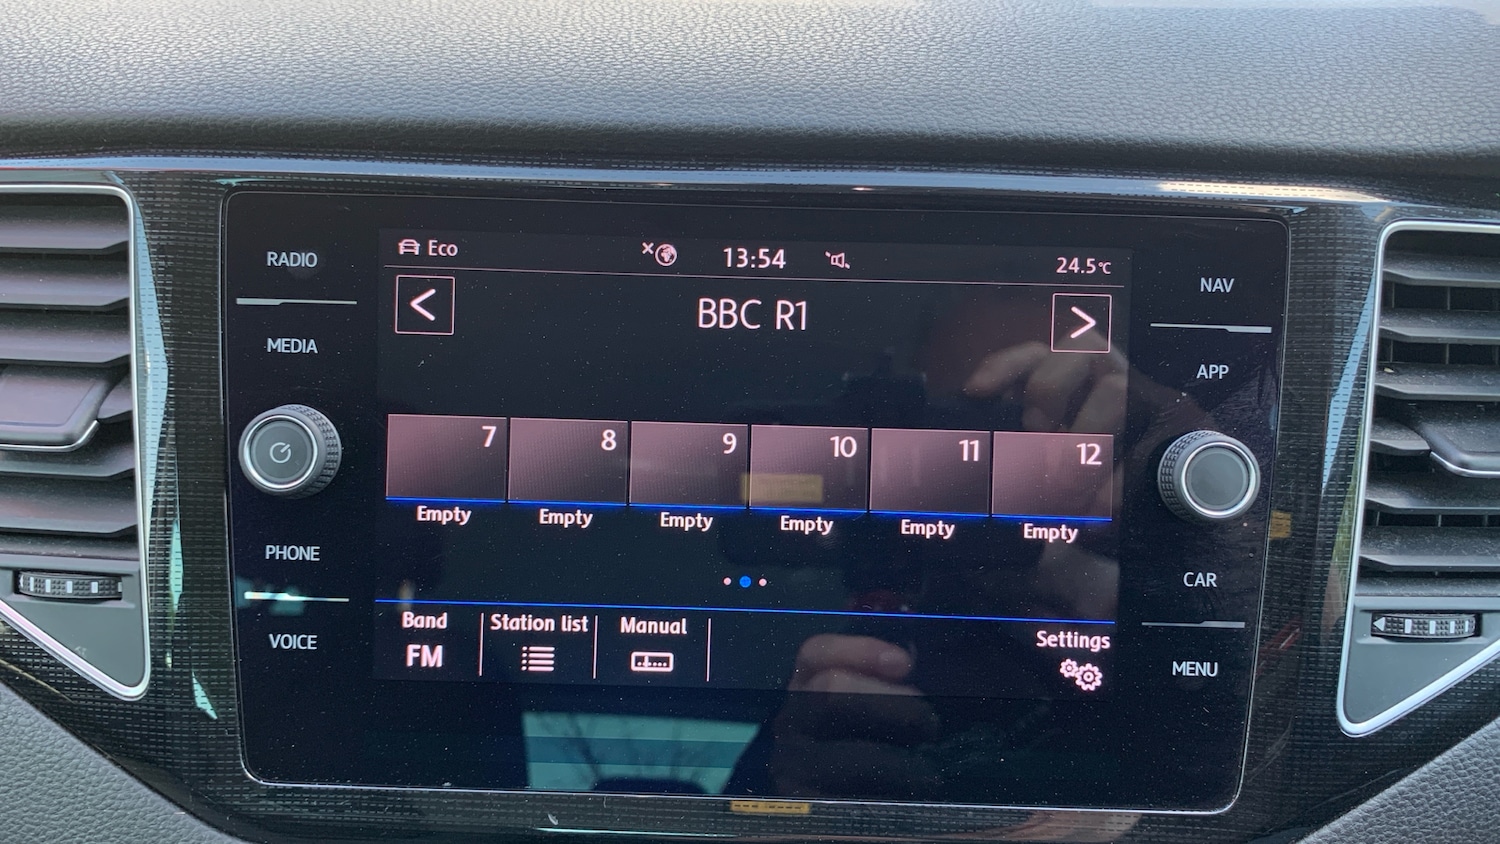 RADIO
MEDIA
PHONE
VOICE
Eco
13:54
24.5°C
<
BBC R1
>
7 8 9 10 11 12
Empty Empty Empty Empty Empty Empty
Band
FM
Station list
Manual
Settings
NAV
APP
CAR
MENU